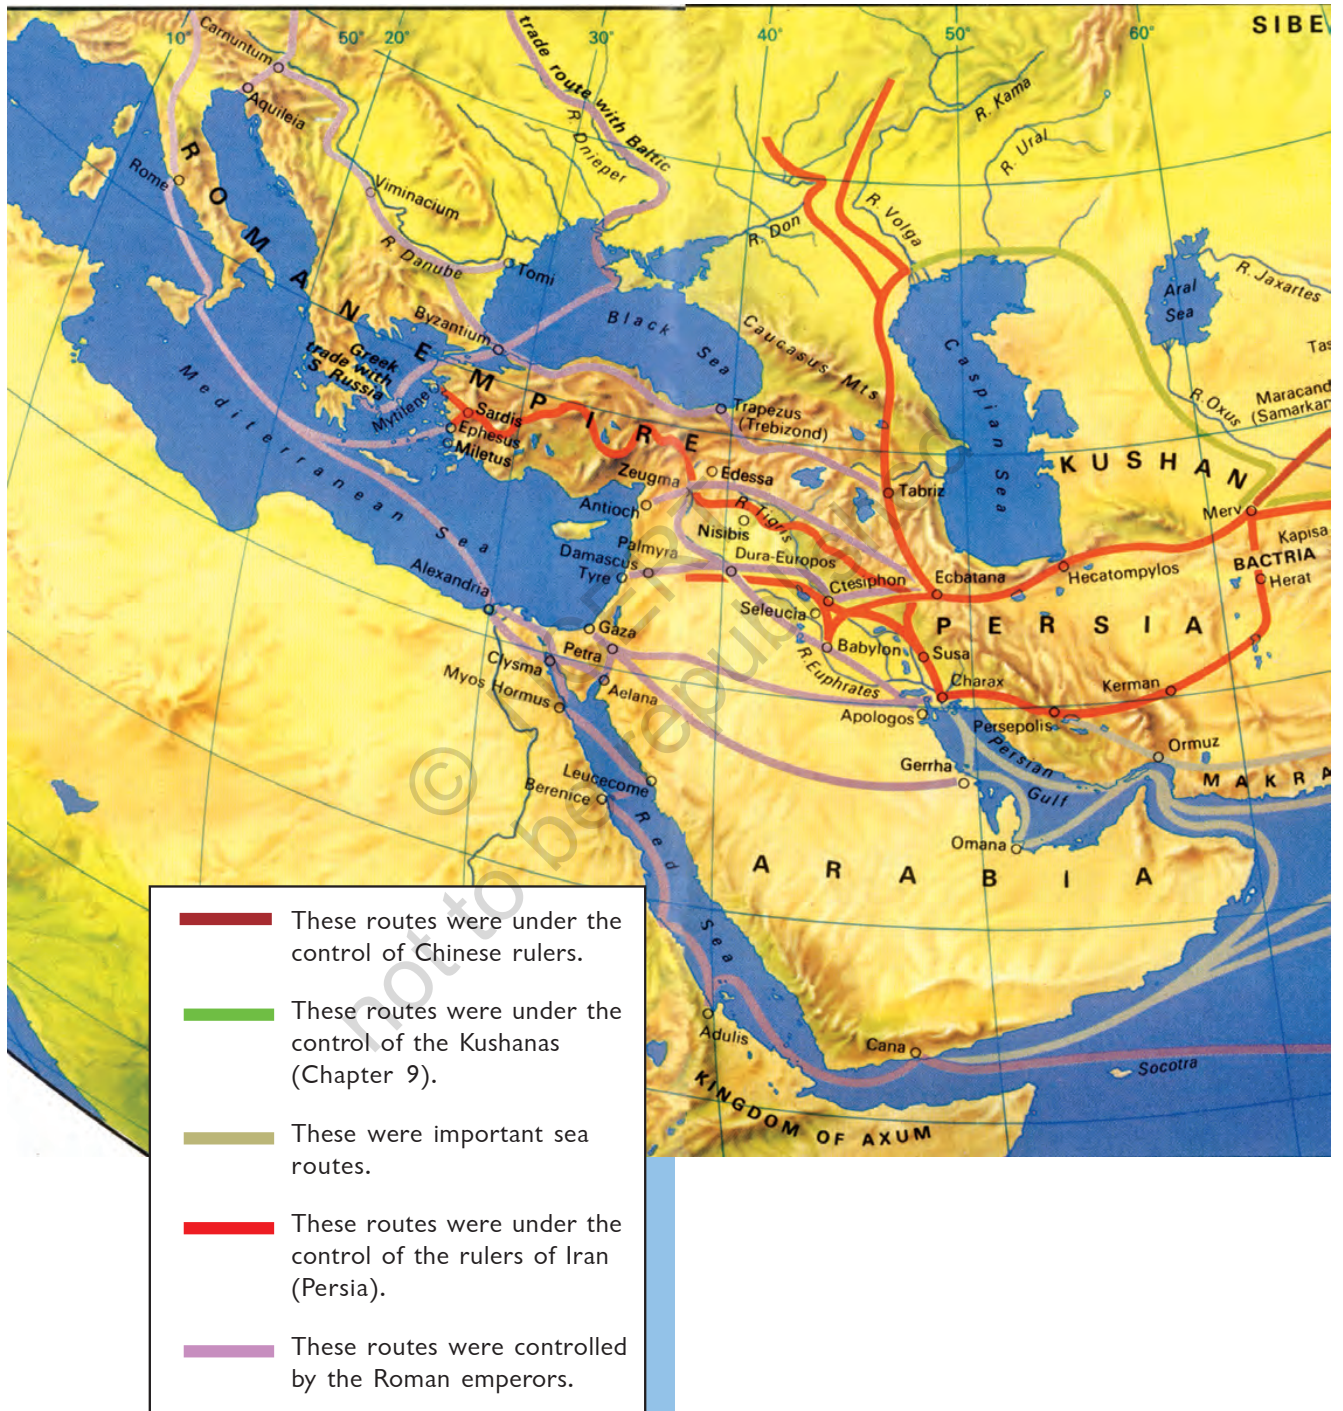 SIBE
10°
50°
20°
30°
40°
50°
60°
Carnuntum
Aquileia
trade route with Baltic
R. Dnieper
R. Kama
R. Ural
Rome
Viminacium
R. Danube
Tomi
R. Don
R. Volga
R. Jaxartes
Aral
Sea
ROMAN EMPIRE
Byzantium
Black Sea
Caucasus Mts
Caspian Sea
Tas
Maracand
(Samarkan
R. Oxus
Greek
trade with
S. Russia
Mediterranean Sea
Mytilene
Sardis
Ephesus
Miletus
Trapezus
(Trebizond)
KUSHAN
Zeugma
Edessa
Tabriz
Merv
Antioch
R. Tigris
Nisibis
Kapisa
Palmyra
Damascus
Tyre
Dura-Europos
BACTRIA
Herat
Alexandria
Ctesiphon
Ecbatana
Hecatompylos
Seleucia
PERSIA
Gaza
Petra
Babylon
Susa
Clysma
R. Euphrates
Charax
Kerman
Myos Hormus
Aelana
Apologos
Persepolis
Ormuz
Persian
Gulf
Gerrha
MAKRA
Leucecome
Berenice
Red Sea
Omana
ARABIA
Adulis
Cana
Socotra
KINGDOM OF AXUM
not to be republished
These routes were under the
control of Chinese rulers.
These routes were under the
control of the Kushanas
(Chapter 9).
These were important sea
routes.
These routes were under the
control of the rulers of Iran
(Persia).
These routes were controlled
by the Roman emperors.